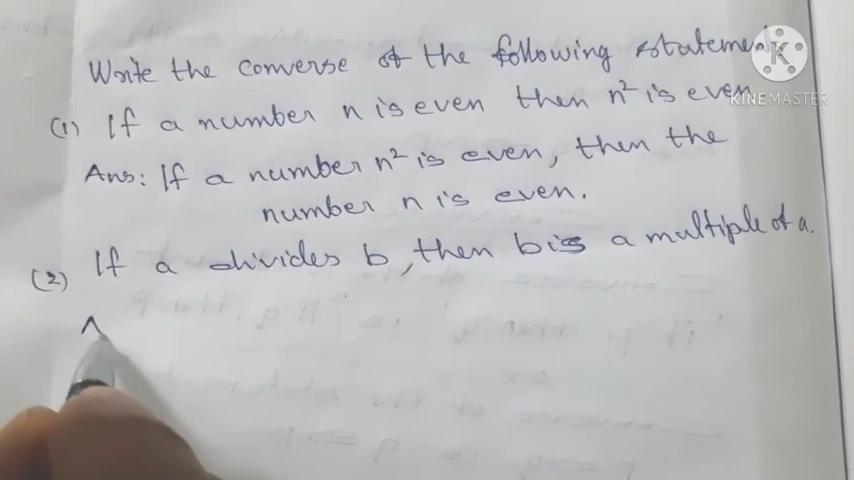 Write the converse of the following statement
(1) If a number n is even then n² is even
Ans: If a number n² is even, then the
number n is even.
(2) If a divides b, then b is a multiple of a.
KINEMASTER